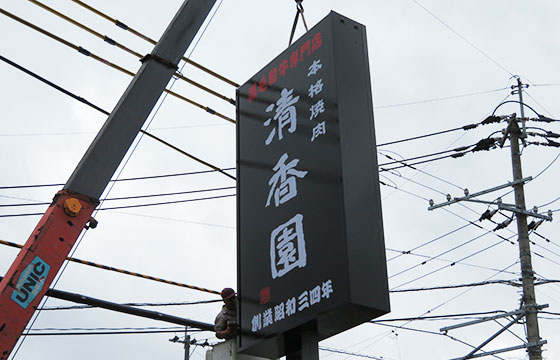 黒毛和牛専門店
本格焼肉
清香園
創業昭和三四年
UNIC